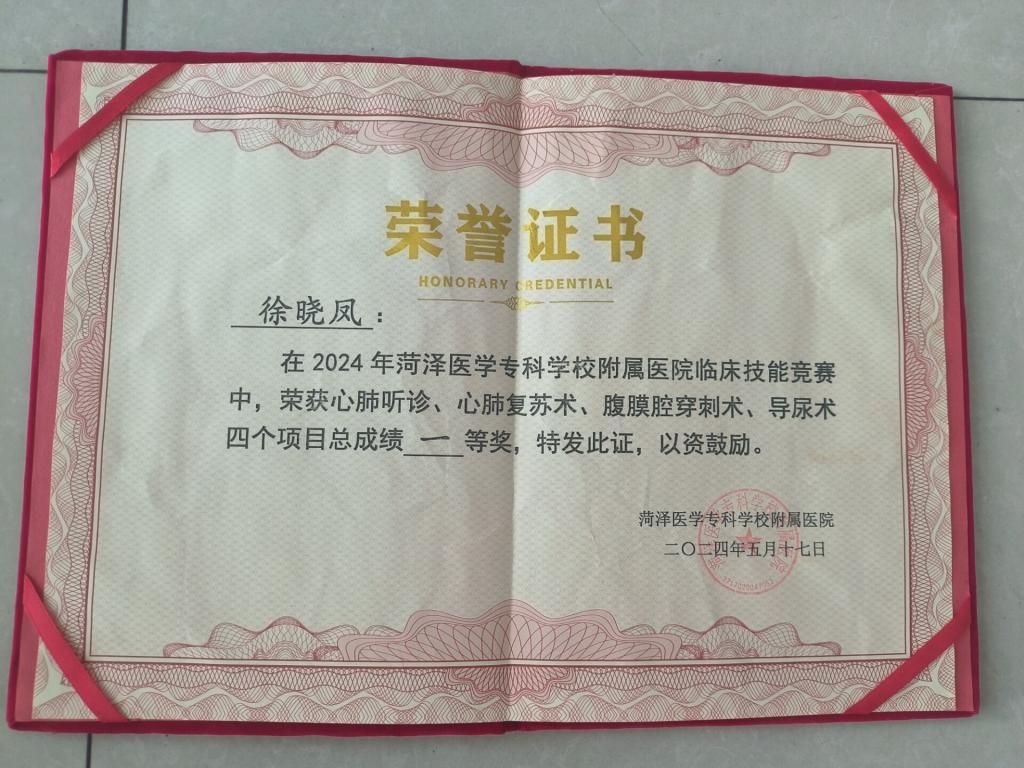 荣誉证书
HONORARY CREDENTIAL
徐晓凤：
在2024年菏泽医学专科学校附属医院临床技能竞赛
中，荣获心肺听诊、心肺复苏术、腹膜腔穿刺术、导尿术
四个项目总成绩一等奖，特发此证，以资鼓励。
菏泽医学专科学校附属医院
二〇二四年五月十七日